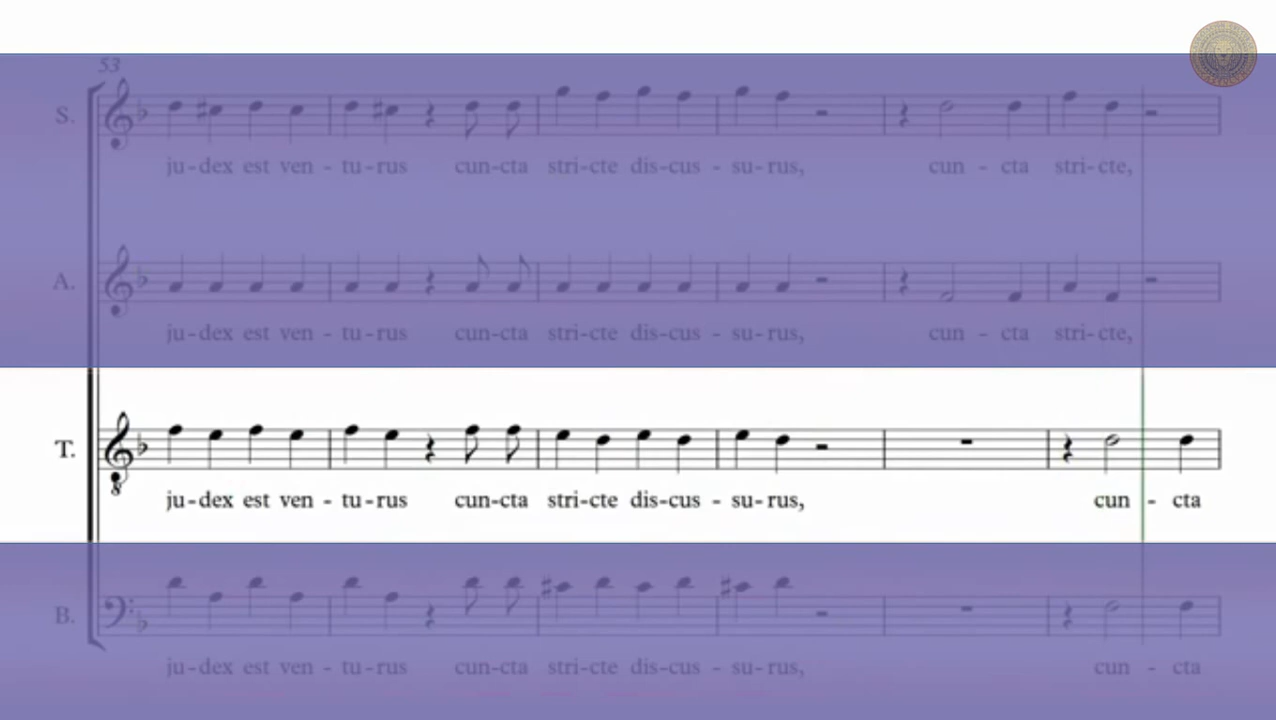 53
S.
ju-dex est ven - tu-rus cun-cta stri-cte dis-cus - su-rus, cun - cta stri-cte,
A.
ju-dex est ven - tu-rus cun-cta stri-cte dis-cus - su-rus, cun - cta stri-cte,
T.
8
ju-dex est ven - tu-rus cun-cta stri-cte dis-cus - su-rus, cun - cta
B.
ju-dex est ven - tu-rus cun-cta stri-cte dis-cus - su-rus, cun - cta